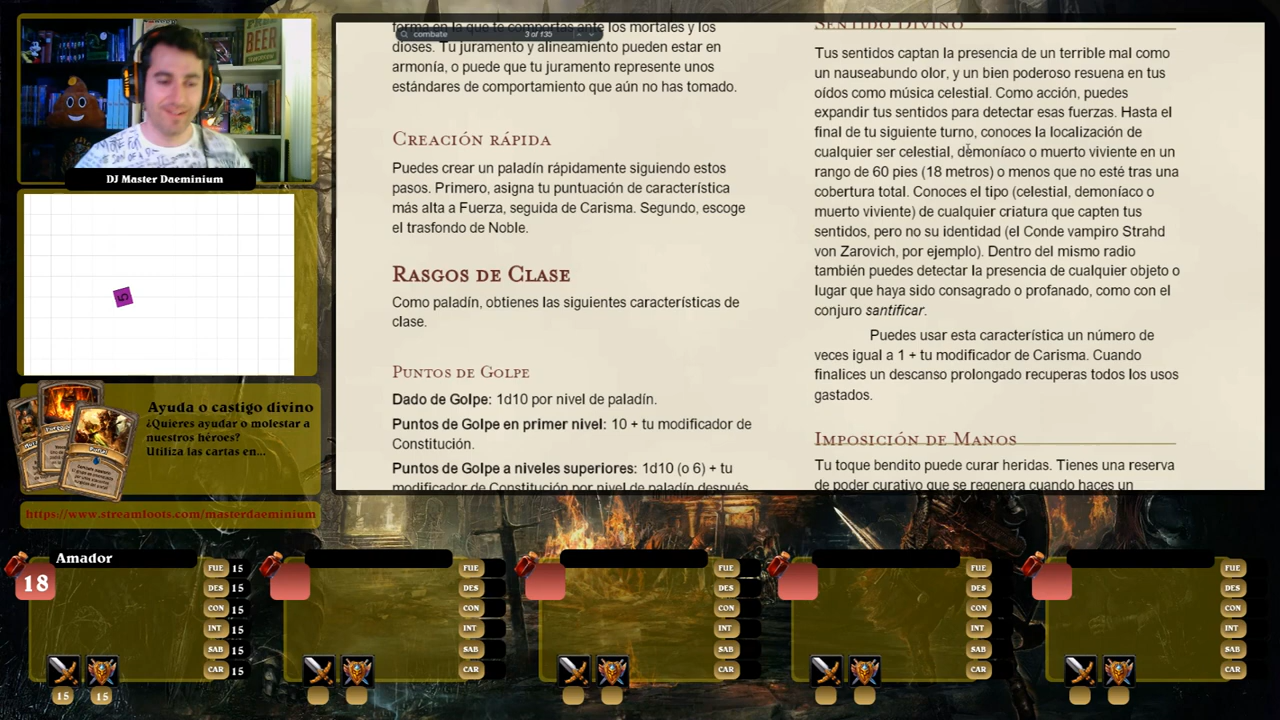 BEER
DJ Master Daeminium
5
Ayuda o castigo divino
¿Quieres ayudar o molestar a
nuestros héroes?
Utiliza las cartas en...
https://www.streamloots.com/masterdaeminium
combate
3 of 135
forma en la que te comportas ante los mortales y los
dioses. Tu juramento y alineamiento pueden estar en
armonía, o puede que tu juramento represente unos
estándares de comportamiento que aún no has tomado.
Creación rápida
Puedes crear un paladín rápidamente siguiendo estos
pasos. Primero, asigna tu puntuación de característica
más alta a Fuerza, seguida de Carisma. Segundo, escoge
el trasfondo de Noble.
Rasgos de Clase
Como paladín, obtienes las siguientes características de
clase.
Puntos de Golpe
Dado de Golpe: 1d10 por nivel de paladín.
Puntos de Golpe en primer nivel: 10 + tu modificador de
Constitución.
Puntos de Golpe a niveles superiores: 1d10 (o 6) + tu
modificador de Constitución por nivel de paladín después
Sentido Divino
Tus sentidos captan la presencia de un terrible mal como
un nauseabundo olor, y un bien poderoso resuena en tus
oídos como música celestial. Como acción, puedes
expandir tus sentidos para detectar esas fuerzas. Hasta el
final de tu siguiente turno, conoces la localización de
cualquier ser celestial, demoníaco o muerto viviente en un
rango de 60 pies (18 metros) o menos que no esté tras una
cobertura total. Conoces el tipo (celestial, demoníaco o
muerto viviente) de cualquier criatura que capten tus
sentidos, pero no su identidad (el Conde vampiro Strahd
von Zarovich, por ejemplo). Dentro del mismo radio
también puedes detectar la presencia de cualquier objeto o
lugar que haya sido consagrado o profanado, como con el
conjuro santificar.
Puedes usar esta característica un número de
veces igual a 1 + tu modificador de Carisma. Cuando
finalices un descanso prolongado recuperas todos los usos
gastados.
Imposición de Manos
Tu toque bendito puede curar heridas. Tienes una reserva
de poder curativo que se regenera cuando haces un
Amador
18
FUE 15
DES 15
CON 15
INT 15
SAB 15
CAR 15
15 15
FUE
DES
CON
INT
SAB
CAR
FUE
DES
CON
INT
SAB
CAR
FUE
DES
CON
INT
SAB
CAR
FUE
DES
CON
INT
SAB
CAR